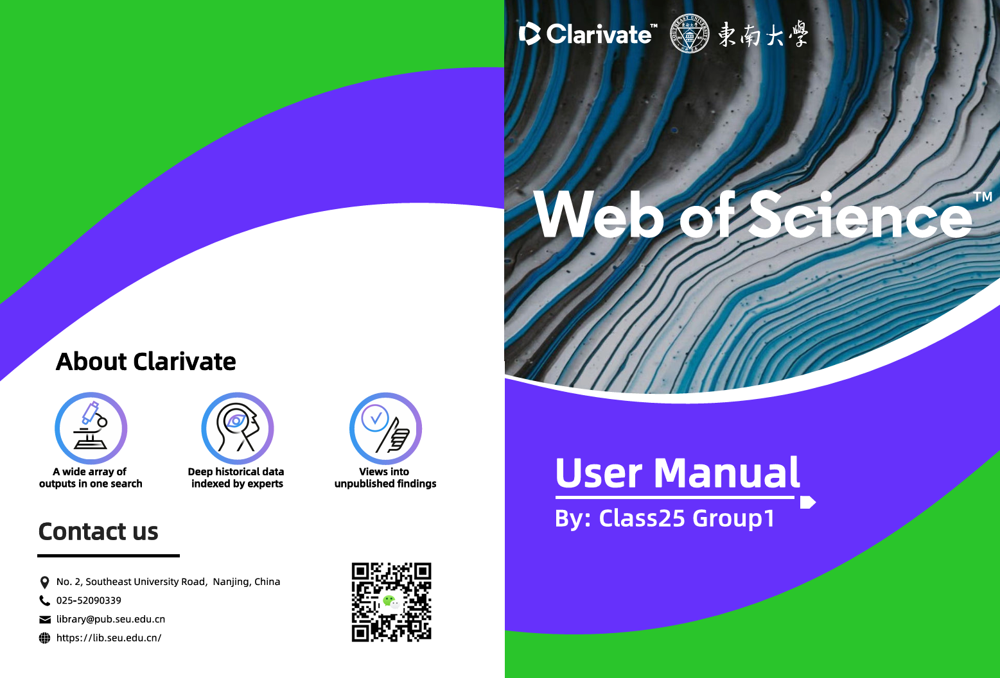 About Clarivate
A wide array of
outputs in one search
Deep historical data
indexed by experts
Views into
unpublished findings
Contact us
No. 2, Southeast University Road, Nanjing, China
025-52090339
library@pub.seu.edu.cn
https://lib.seu.edu.cn/
Clarivate™
SOUTHEAST UNIVERSITY
東南大學
Web of Science™
User Manual
By: Class25 Group1